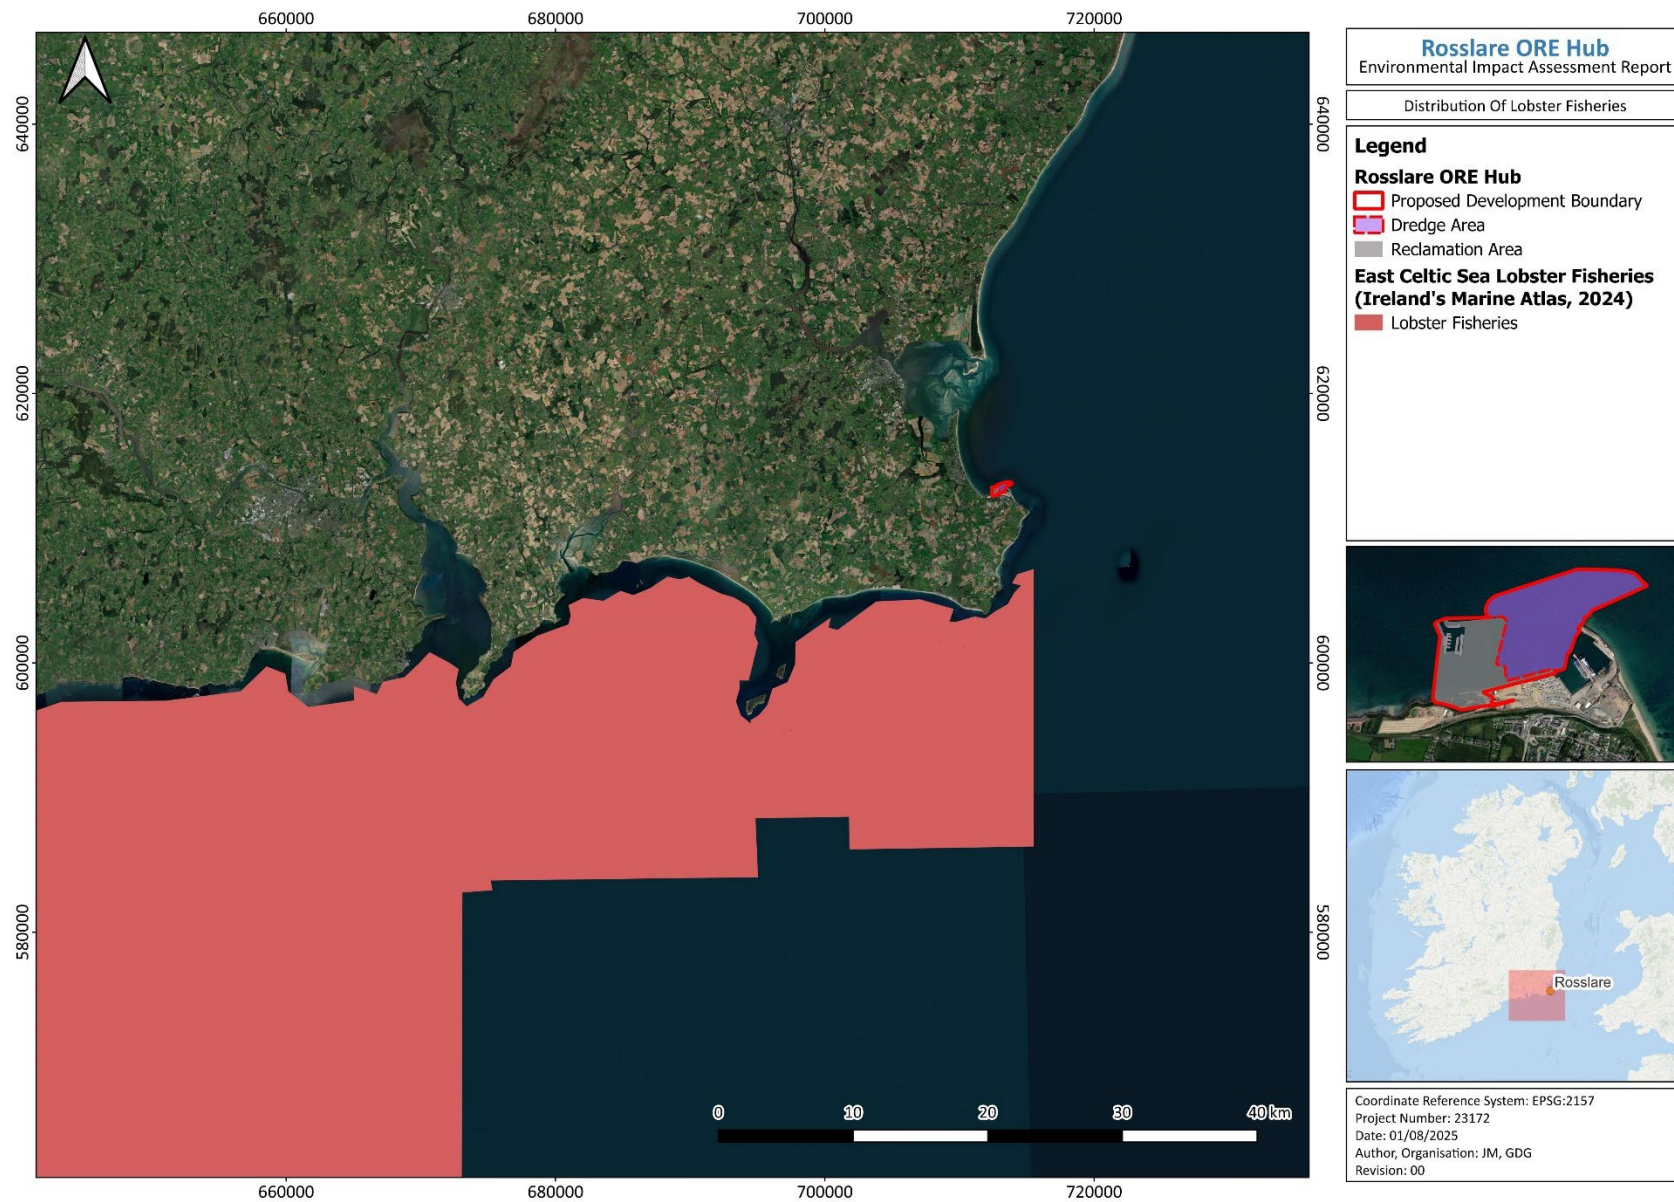 660000
680000
700000
720000
640000
640000
620000
620000
600000
600000
580000
580000
0
10
20
30
40 km
660000
680000
700000
720000
Rosslare ORE Hub
Environmental Impact Assessment Report
Distribution Of Lobster Fisheries
Legend
Rosslare ORE Hub
Proposed Development Boundary
Dredge Area
Reclamation Area
East Celtic Sea Lobster Fisheries
(Ireland's Marine Atlas, 2024)
Lobster Fisheries
Rosslare
Coordinate Reference System: EPSG:2157
Project Number: 23172
Date: 01/08/2025
Author, Organisation: JM, GDG
Revision: 00